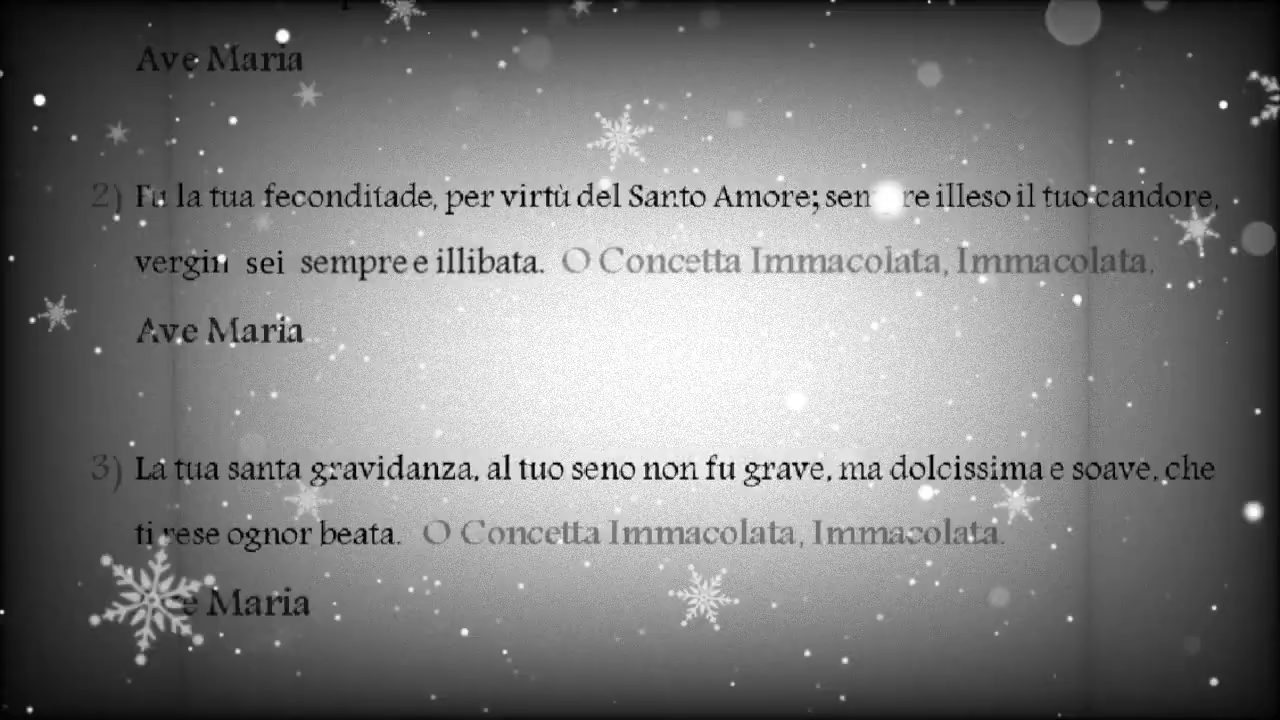 Ave Maria
2) Fu la tua feconditade, per virtù del Santo Amore; sempre illeso il tuo candore,
vergin sei sempre e illibata. O Concetta Immacolata, Immacolata.
Ave Maria
3) La tua santa gravidanza, al tuo seno non fu grave, ma dolcissima e soave, che
ti rese ognor beata. O Concetta Immacolata, Immacolata.
Ave Maria